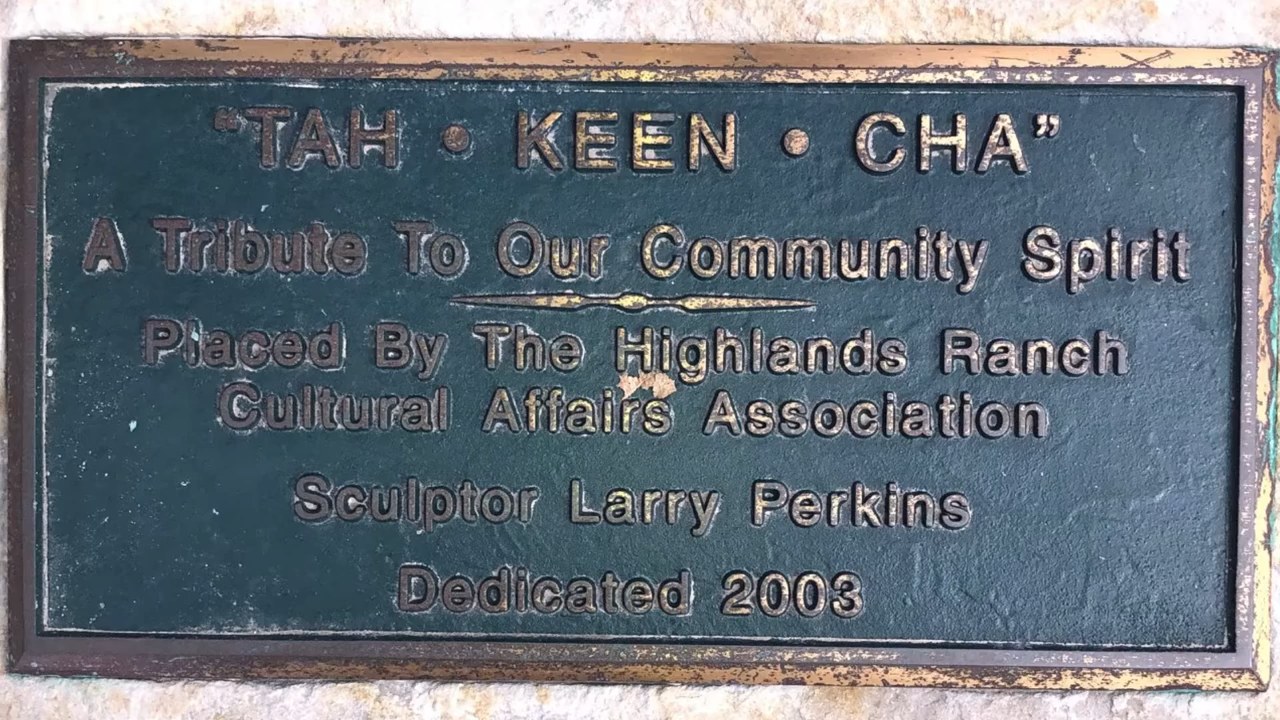 “TAH • KEEN • CHA”
A Tribute To Our Community Spirit
Placed By The Highlands Ranch
Cultural Affairs Association
Sculptor Larry Perkins
Dedicated 2003